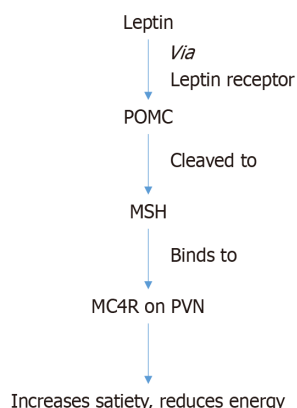 Leptin
Via
Leptin receptor
POMC
Cleaved to
MSH
Binds to
MC4R on PVN
Increases satiety, reduces energy